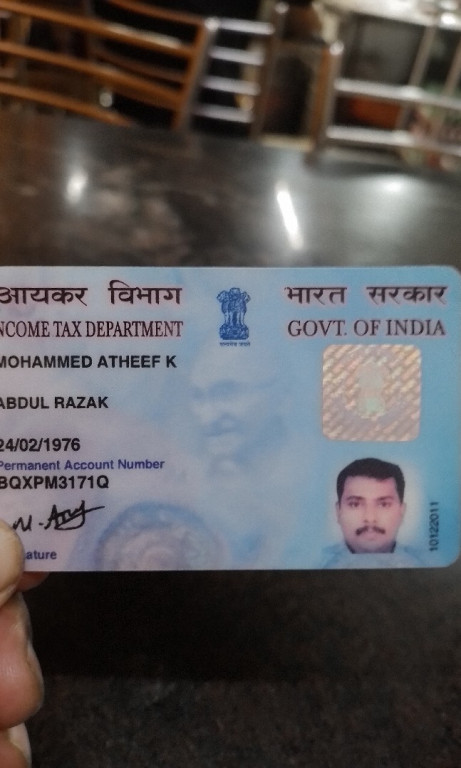 आयकर विभाग
INCOME TAX DEPARTMENT
भारत सरकार
GOVT. OF INDIA
MOHAMMED ATHEEF K
ABDUL RAZAK
24/02/1976
Permanent Account Number
BQXPM3171Q
ature
10122011